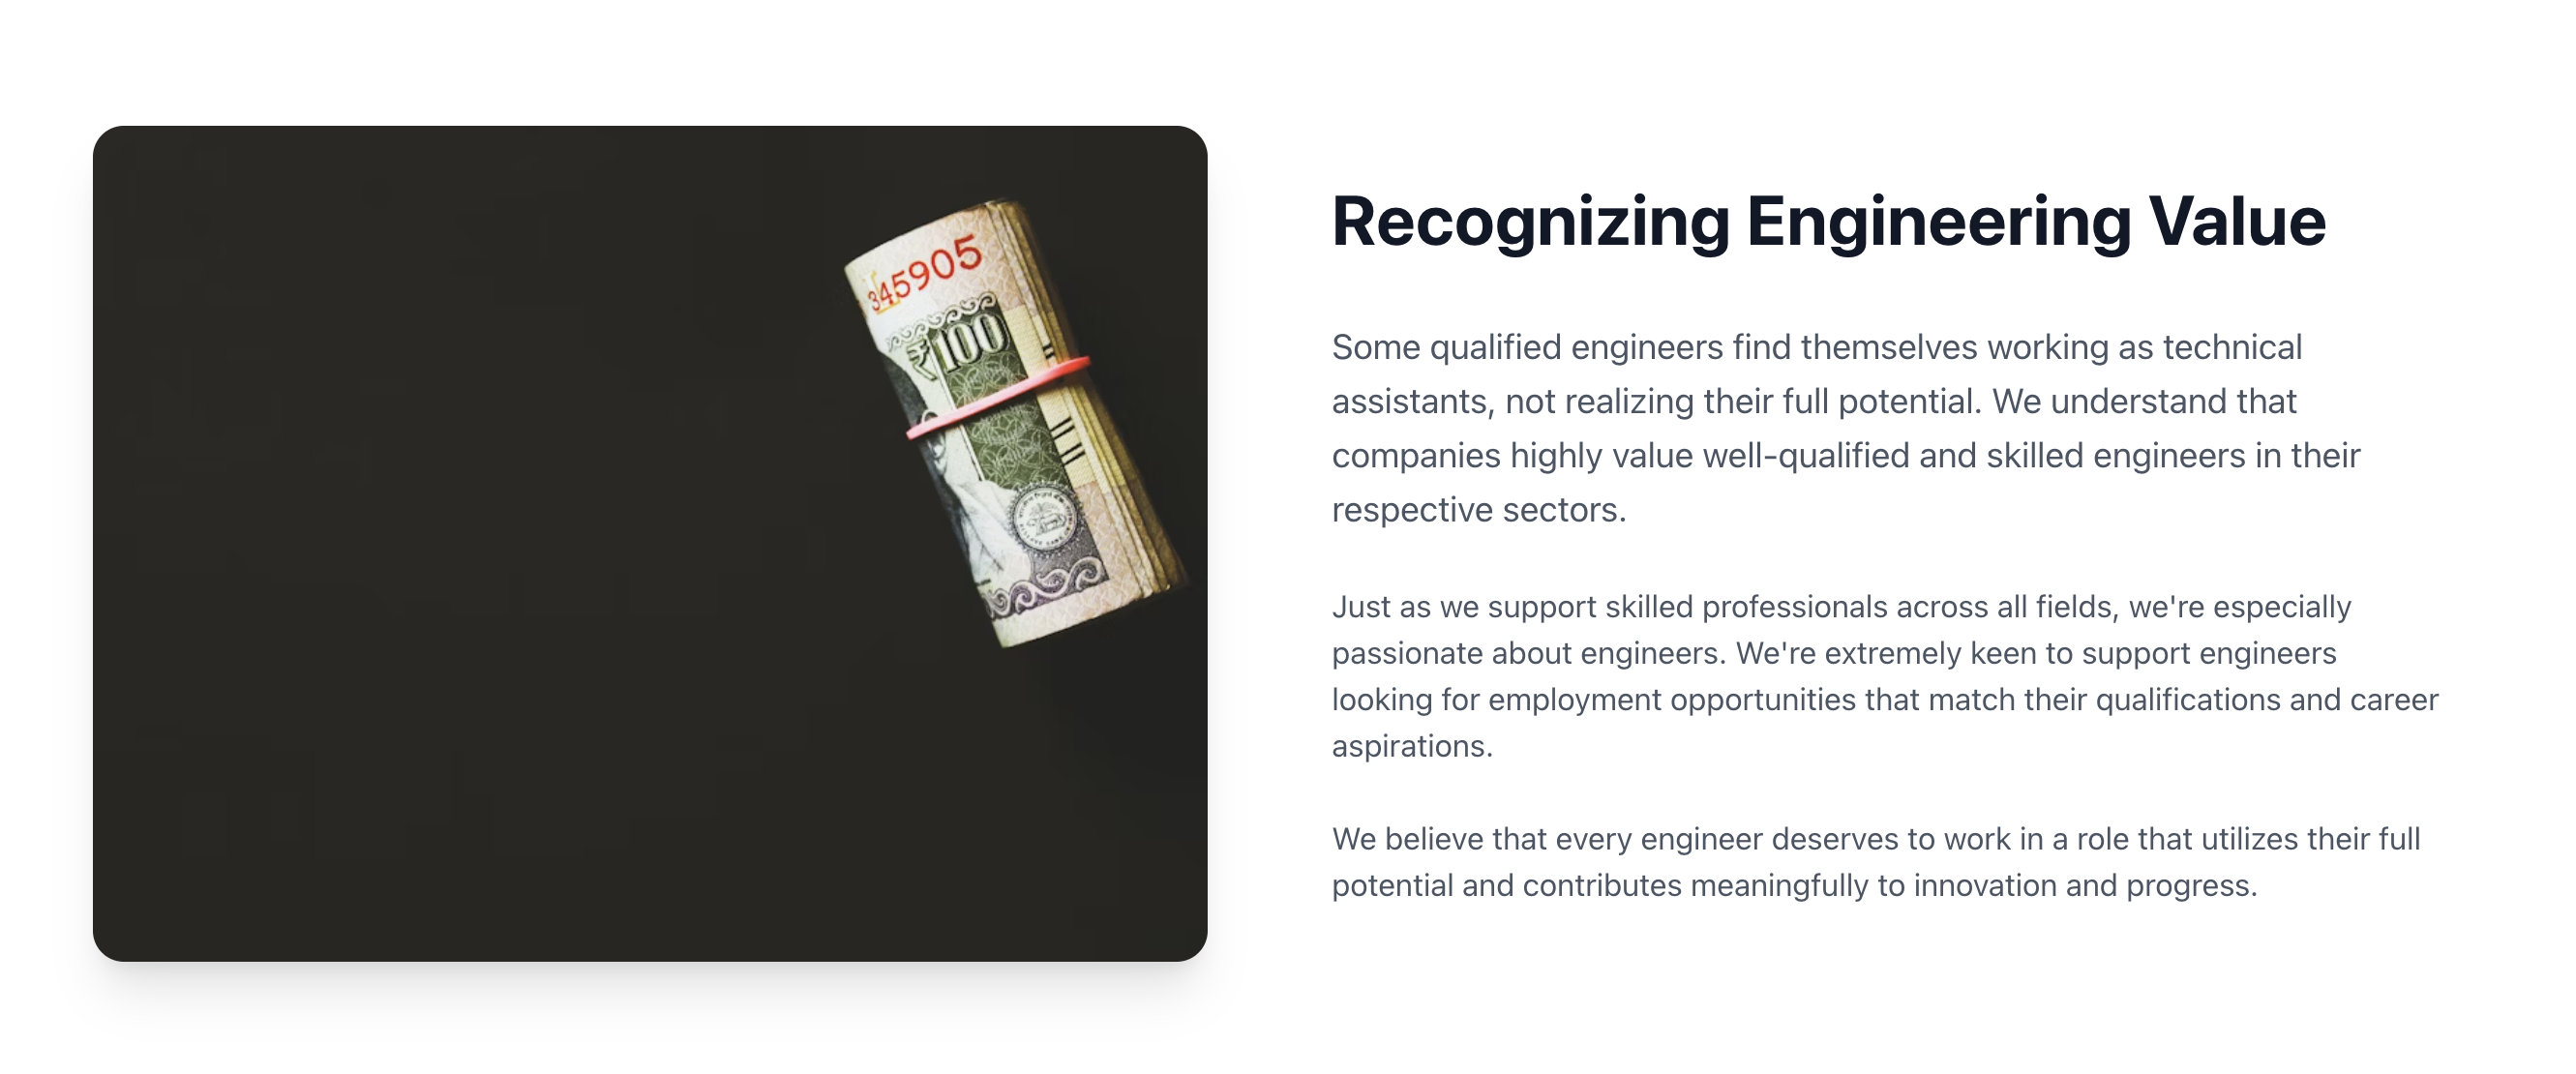 345905
₹100
Recognizing Engineering Value
Some qualified engineers find themselves working as technical
assistants, not realizing their full potential. We understand that
companies highly value well-qualified and skilled engineers in their
respective sectors.
Just as we support skilled professionals across all fields, we're especially
passionate about engineers. We're extremely keen to support engineers
looking for employment opportunities that match their qualifications and career
aspirations.
We believe that every engineer deserves to work in a role that utilizes their full
potential and contributes meaningfully to innovation and progress.